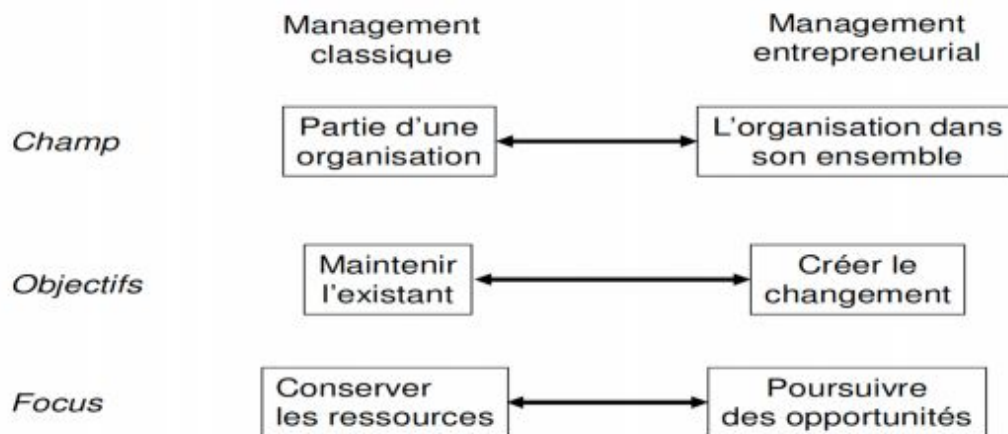 Management
classique
Management
entrepreneurial
Champ
Partie d'une
organisation
L'organisation dans
son ensemble
Objectifs
Maintenir
l'existant
Créer le
changement
Focus
Conserver
les ressources
Poursuivre
des opportunités